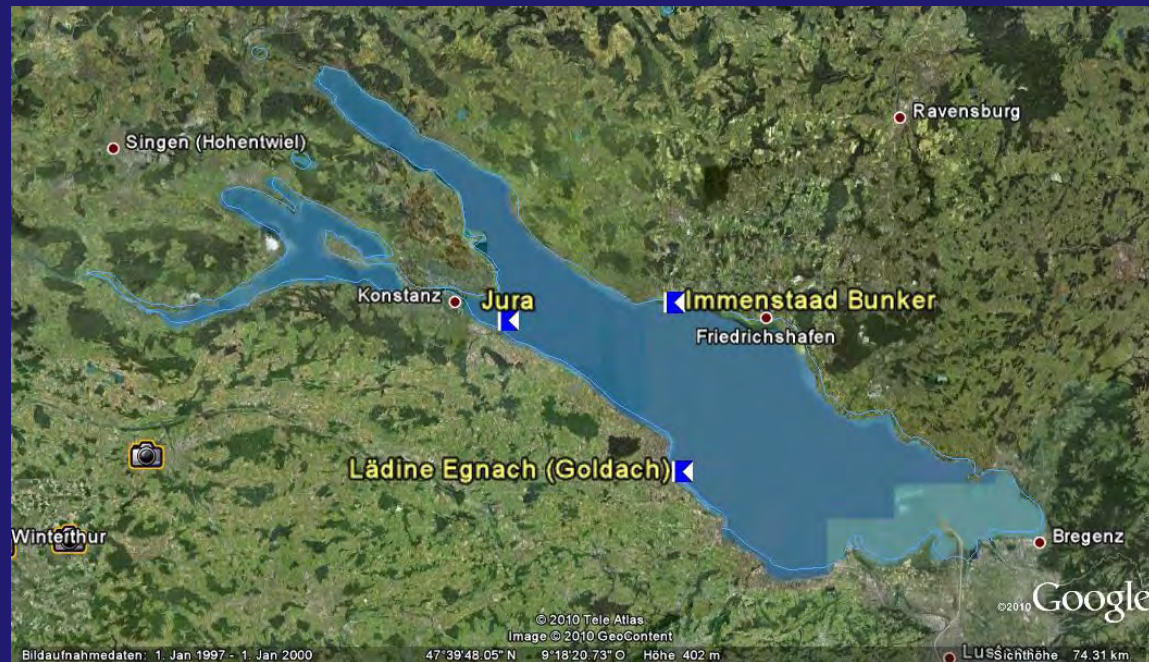 Ravensburg
Singen (Hohentwiel)
Konstanz
Jura
Immenstaad Bunker
Friedrichshafen
Lädine Egnach (Goldach)
Winterthur
Bregenz
© 2010 Tele Atlas
Image © 2010 GeoContent
©2010 Google
Bildaufnahmedaten: 1. Jan 1997 - 1. Jan 2000 47°39'48.05" N 9°18'20.73" O Höhe 402 m Sichthöhe 74.31 km